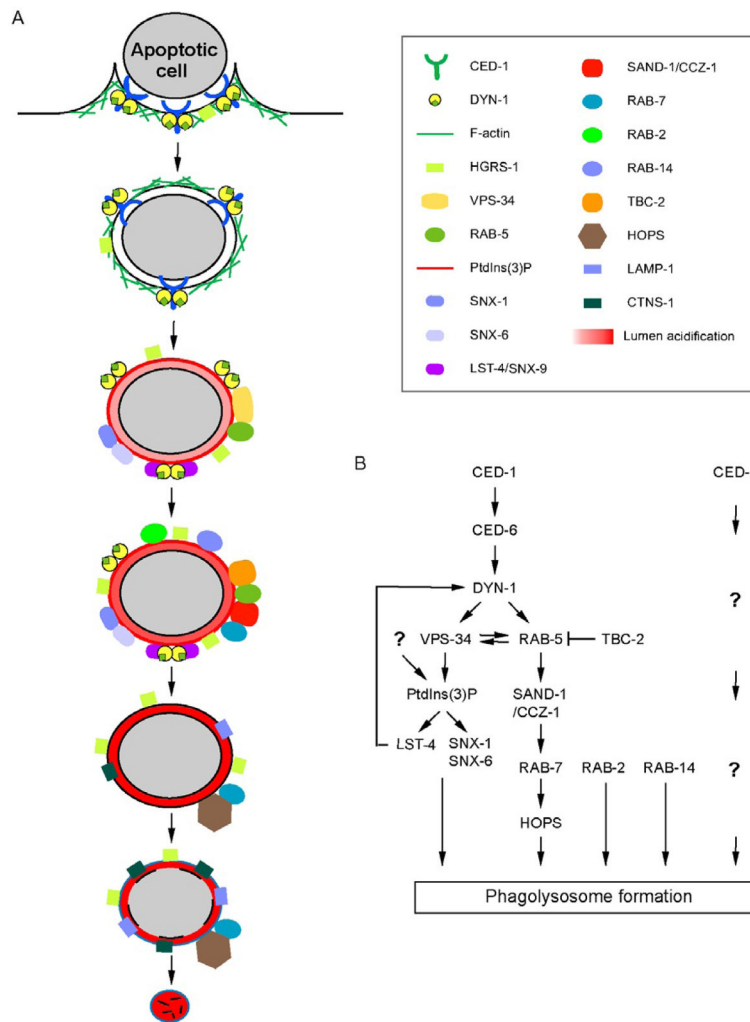 A
Apoptotic
cell
CED-1
DYN-1
F-actin
HGRS-1
VPS-34
RAB-5
PtdIns(3)P
SNX-1
SNX-6
LST-4/SNX-9
SAND-1/CCZ-1
RAB-7
RAB-2
RAB-14
TBC-2
HOPS
LAMP-1
CTNS-1
Lumen acidification
B
CED-1
CED-
CED-6
DYN-1
?
? VPS-34 RAB-5 TBC-2
PtdIns(3)P SAND-1
/CCZ-1
LST-4 SNX-1
SNX-6
RAB-7 RAB-2 RAB-14 ?
HOPS
Phagolysosome formation